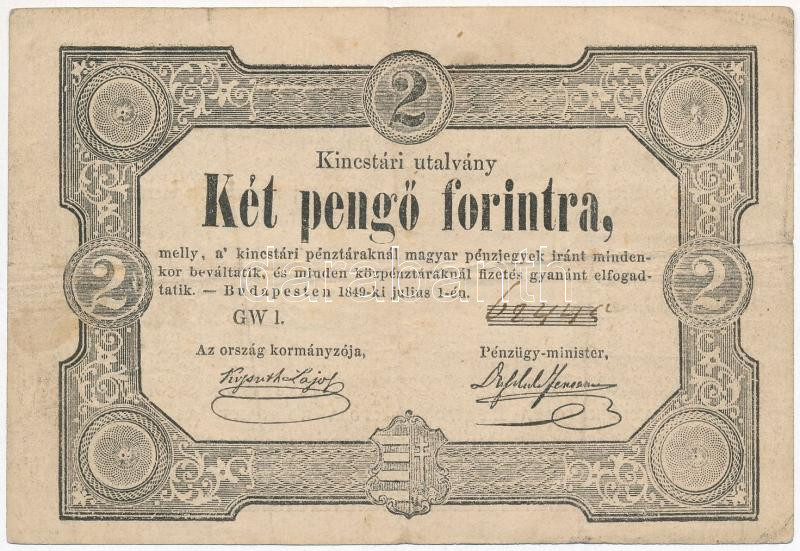 2
Kincstári utalvány
Két pengő forintra,
2
2
melly, a' kincstári pénztáraknál magyar pénzjegyek iránt minden-
kor beváltatik, és minden közpénztáraknál fizetés gyanánt elfogad-
tatik. — Budapesten 1849-ki julius 1-én.
GW 1.
Az ország kormányzója,
Pénzügy-minister,
Kossuth Lajos